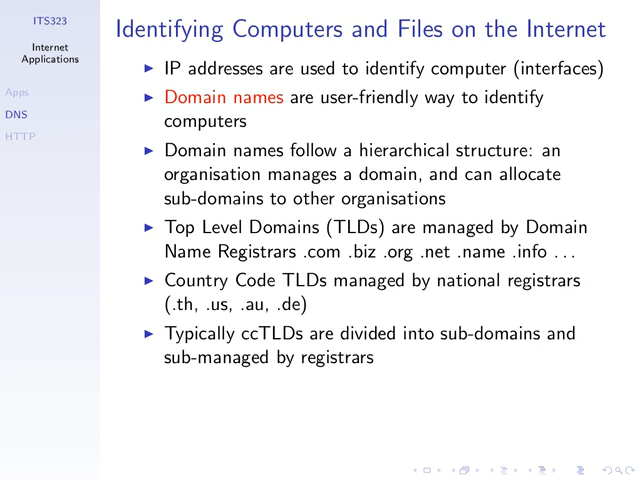 ITS323
Internet
Applications
Apps
DNS
HTTP
Identifying Computers and Files on the Internet
IP addresses are used to identify computer (interfaces)
Domain names are user-friendly way to identify
computers
Domain names follow a hierarchical structure: an
organisation manages a domain, and can allocate
sub-domains to other organisations
Top Level Domains (TLDs) are managed by Domain
Name Registrars .com .biz .org .net .name .info . . .
Country Code TLDs managed by national registrars
(.th, .us, .au, .de)
Typically ccTLDs are divided into sub-domains and
sub-managed by registrars